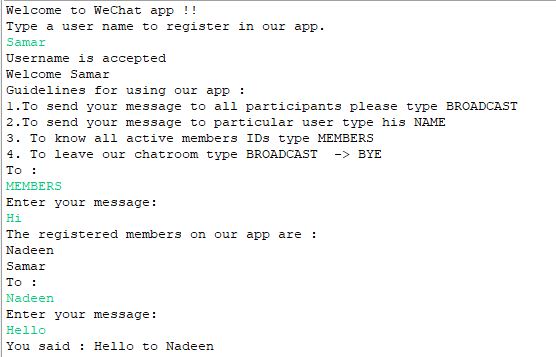 Welcome to WeChat app !!
Type a user name to register in our app.
Samar
Username is accepted
Welcome Samar
Guidelines for using our app :
1.To send your message to all participants please type BROADCAST
2.To send your message to particular user type his NAME
3. To know all active members IDs type MEMBERS
4. To leave our chatroom type BROADCAST  -> BYE
To :
MEMBERS
Enter your message:
Hi
The registered members on our app are :
Nadeen
Samar
To :
Nadeen
Enter your message:
Hello
You said : Hello to Nadeen